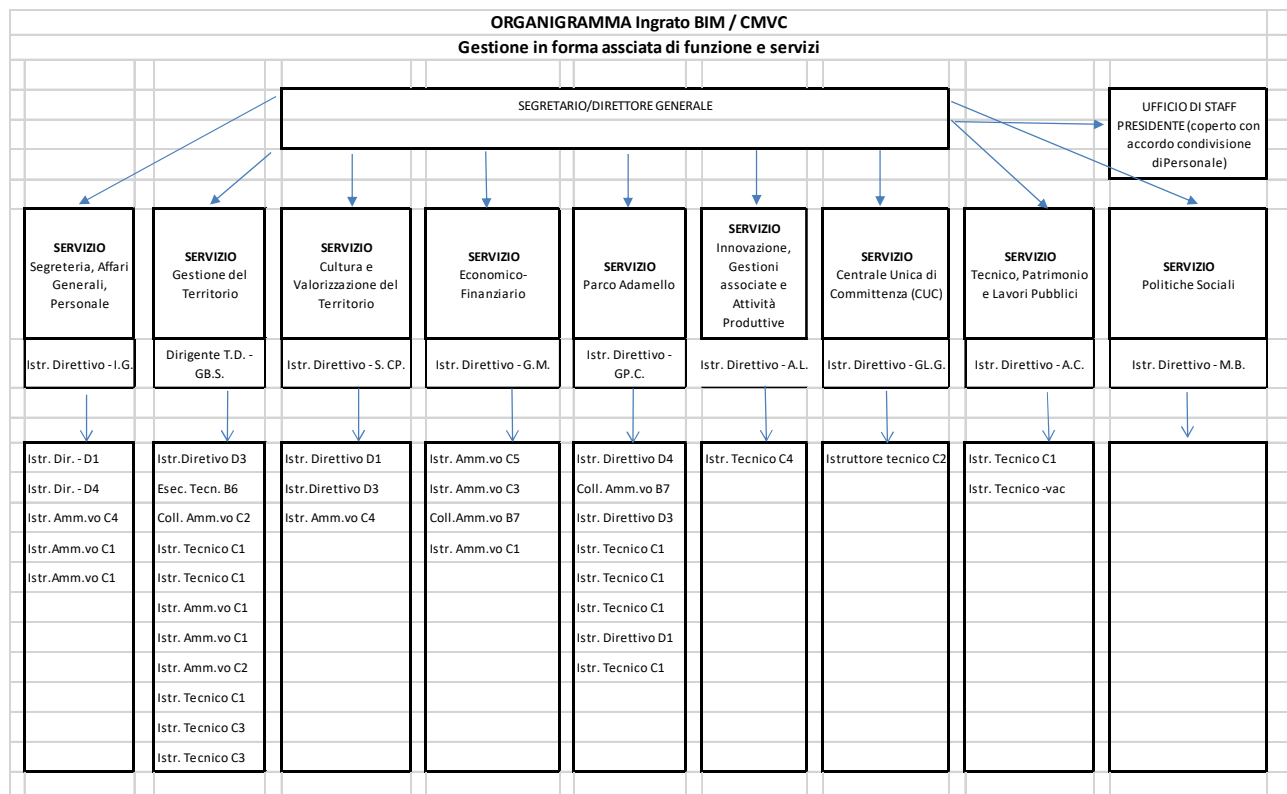 ORGANIGRAMMA Ingrato BIM / CMVC
Gestione in forma assciata di funzione e servizi
SEGRETARIO/DIRETTORE GENERALE
UFFICIO DI STAFF
PRESIDENTE (coperto con
accordo condivisione
diPersonale)
SERVIZIO
Segreteria, Affari
Generali,
Personale
SERVIZIO
Gestione del
Territorio
SERVIZIO
Cultura e
Valorizzazione del
Territorio
SERVIZIO
Economico-
Finanziario
SERVIZIO
Parco Adamello
SERVIZIO
Innovazione,
Gestioni
associate e
Attività
Produttive
SERVIZIO
Centrale Unica di
Committenza (CUC)
SERVIZIO
Tecnico, Patrimonio
e Lavori Pubblici
SERVIZIO
Politiche Sociali
Istr. Direttivo - I.G.
Dirigente T.D. -
GB.S.
Istr. Direttivo - S. CP.
Istr. Direttivo - G.M.
Istr. Direttivo -
GP.C.
Istr. Direttivo - A.L.
Istr. Direttivo - GL.G.
Istr. Direttivo - A.C.
Istr. Direttivo - M.B.
Istr. Dir. - D1
Istr. Dir. - D4
Istr. Amm.vo C4
Istr.Amm.vo C1
Istr.Amm.vo C1
Istr.Diretivo D3
Esec. Tecn. B6
Coll. Amm.vo C2
Istr. Tecnico C1
Istr. Tecnico C1
Istr. Amm.vo C1
Istr. Amm.vo C1
Istr. Amm.vo C2
Istr. Tecnico C1
Istr. Tecnico C3
Istr. Tecnico C3
Istr. Direttivo D1
Istr.Direttivo D3
Istr. Amm.vo C4
Istr. Amm.vo C5
Istr. Amm.vo C3
Coll.Amm.vo B7
Istr. Amm.vo C1
Istr. Direttivo D4
Coll. Amm.vo B7
Istr. Direttivo D3
Istr. Tecnico C1
Istr. Tecnico C1
Istr. Tecnico C1
Istr. Direttivo D1
Istr. Tecnico C1
Istr. Tecnico C4
Istruttore tecnico C2
Istr. Tecnico C1
Istr. Tecnico -vac